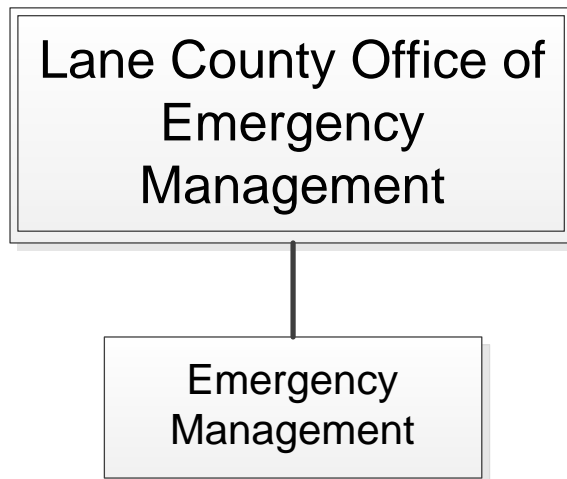 Lane County Office of
Emergency
Management
Emergency
Management